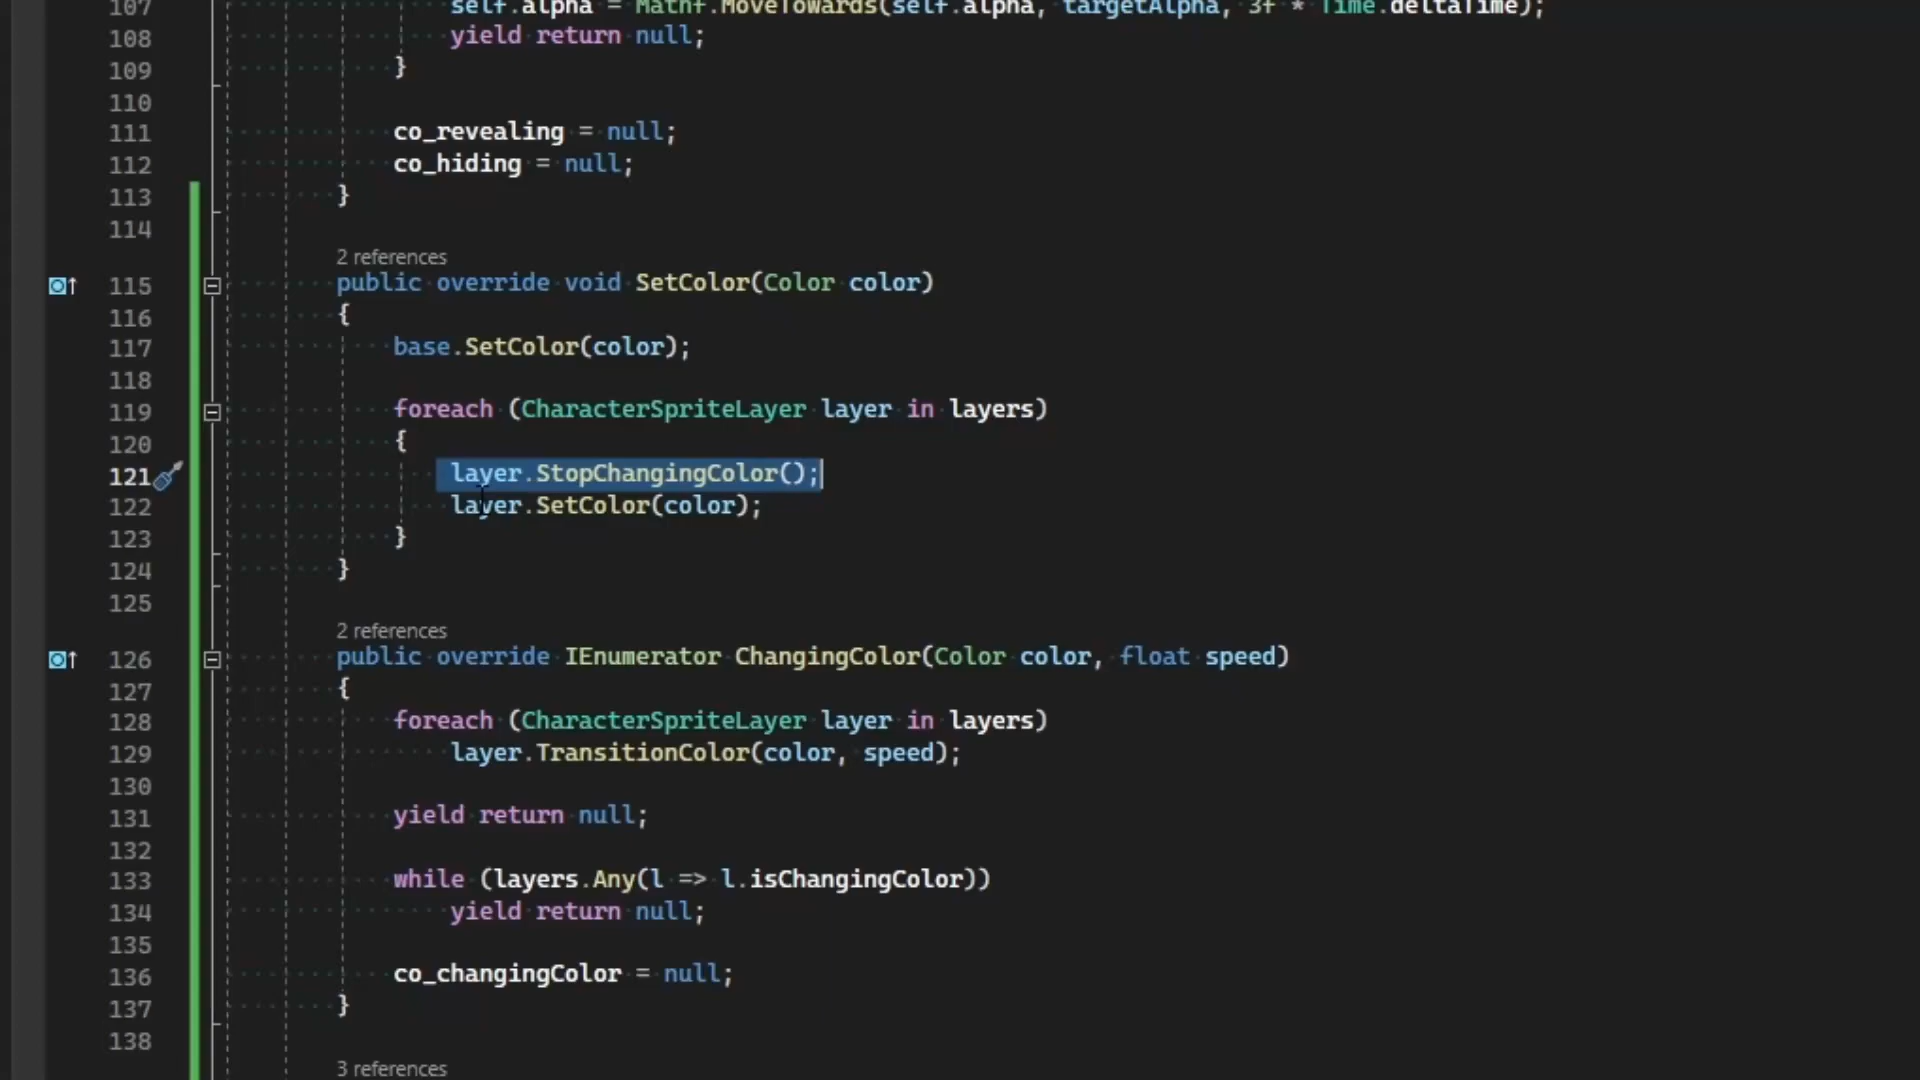 107 self.alpha = Mathf.MoveTowards(self.alpha, targetAlpha, 3f * Time.deltaTime);
108 yield return null;
109 }
110
111 co_revealing = null;
112 co_hiding = null;
113 }
114
2 references
115 public override void SetColor(Color color)
116 {
117 base.SetColor(color);
118
119 foreach (CharacterSpriteLayer layer in layers)
120 {
121 layer.StopChangingColor();
122 layer.SetColor(color);
123 }
124 }
125
2 references
126 public override IEnumerator ChangingColor(Color color, float speed)
127 {
128 foreach (CharacterSpriteLayer layer in layers)
129 layer.TransitionColor(color, speed);
130
131 yield return null;
132
133 while (layers.Any(l => l.isChangingColor))
134 yield return null;
135
136 co_changingColor = null;
137 }
138
3 references